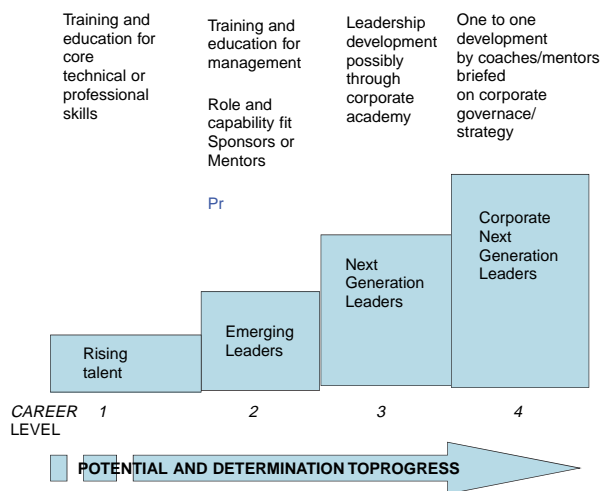 Training and
education for
core
technical or
professional
skills
Training and
education for
management
Role and
capability fit
Sponsors or
Mentors
Pr
Leadership
development
possibly
through
corporate
academy
One to one
development
by coaches/mentors
briefed
on corporate
governace/
strategy
Rising
talent
Emerging
Leaders
Next
Generation
Leaders
Corporate
Next
Generation
Leaders
CAREER 1 2 3 4
LEVEL
POTENTIAL AND DETERMINATION TOPROGRESS